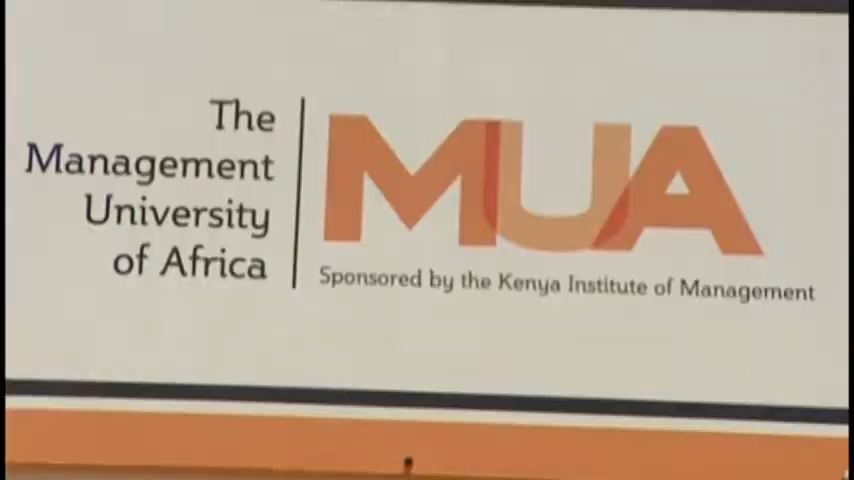 The
Management
University
of Africa
MUA
Sponsored by the Kenya Institute of Management